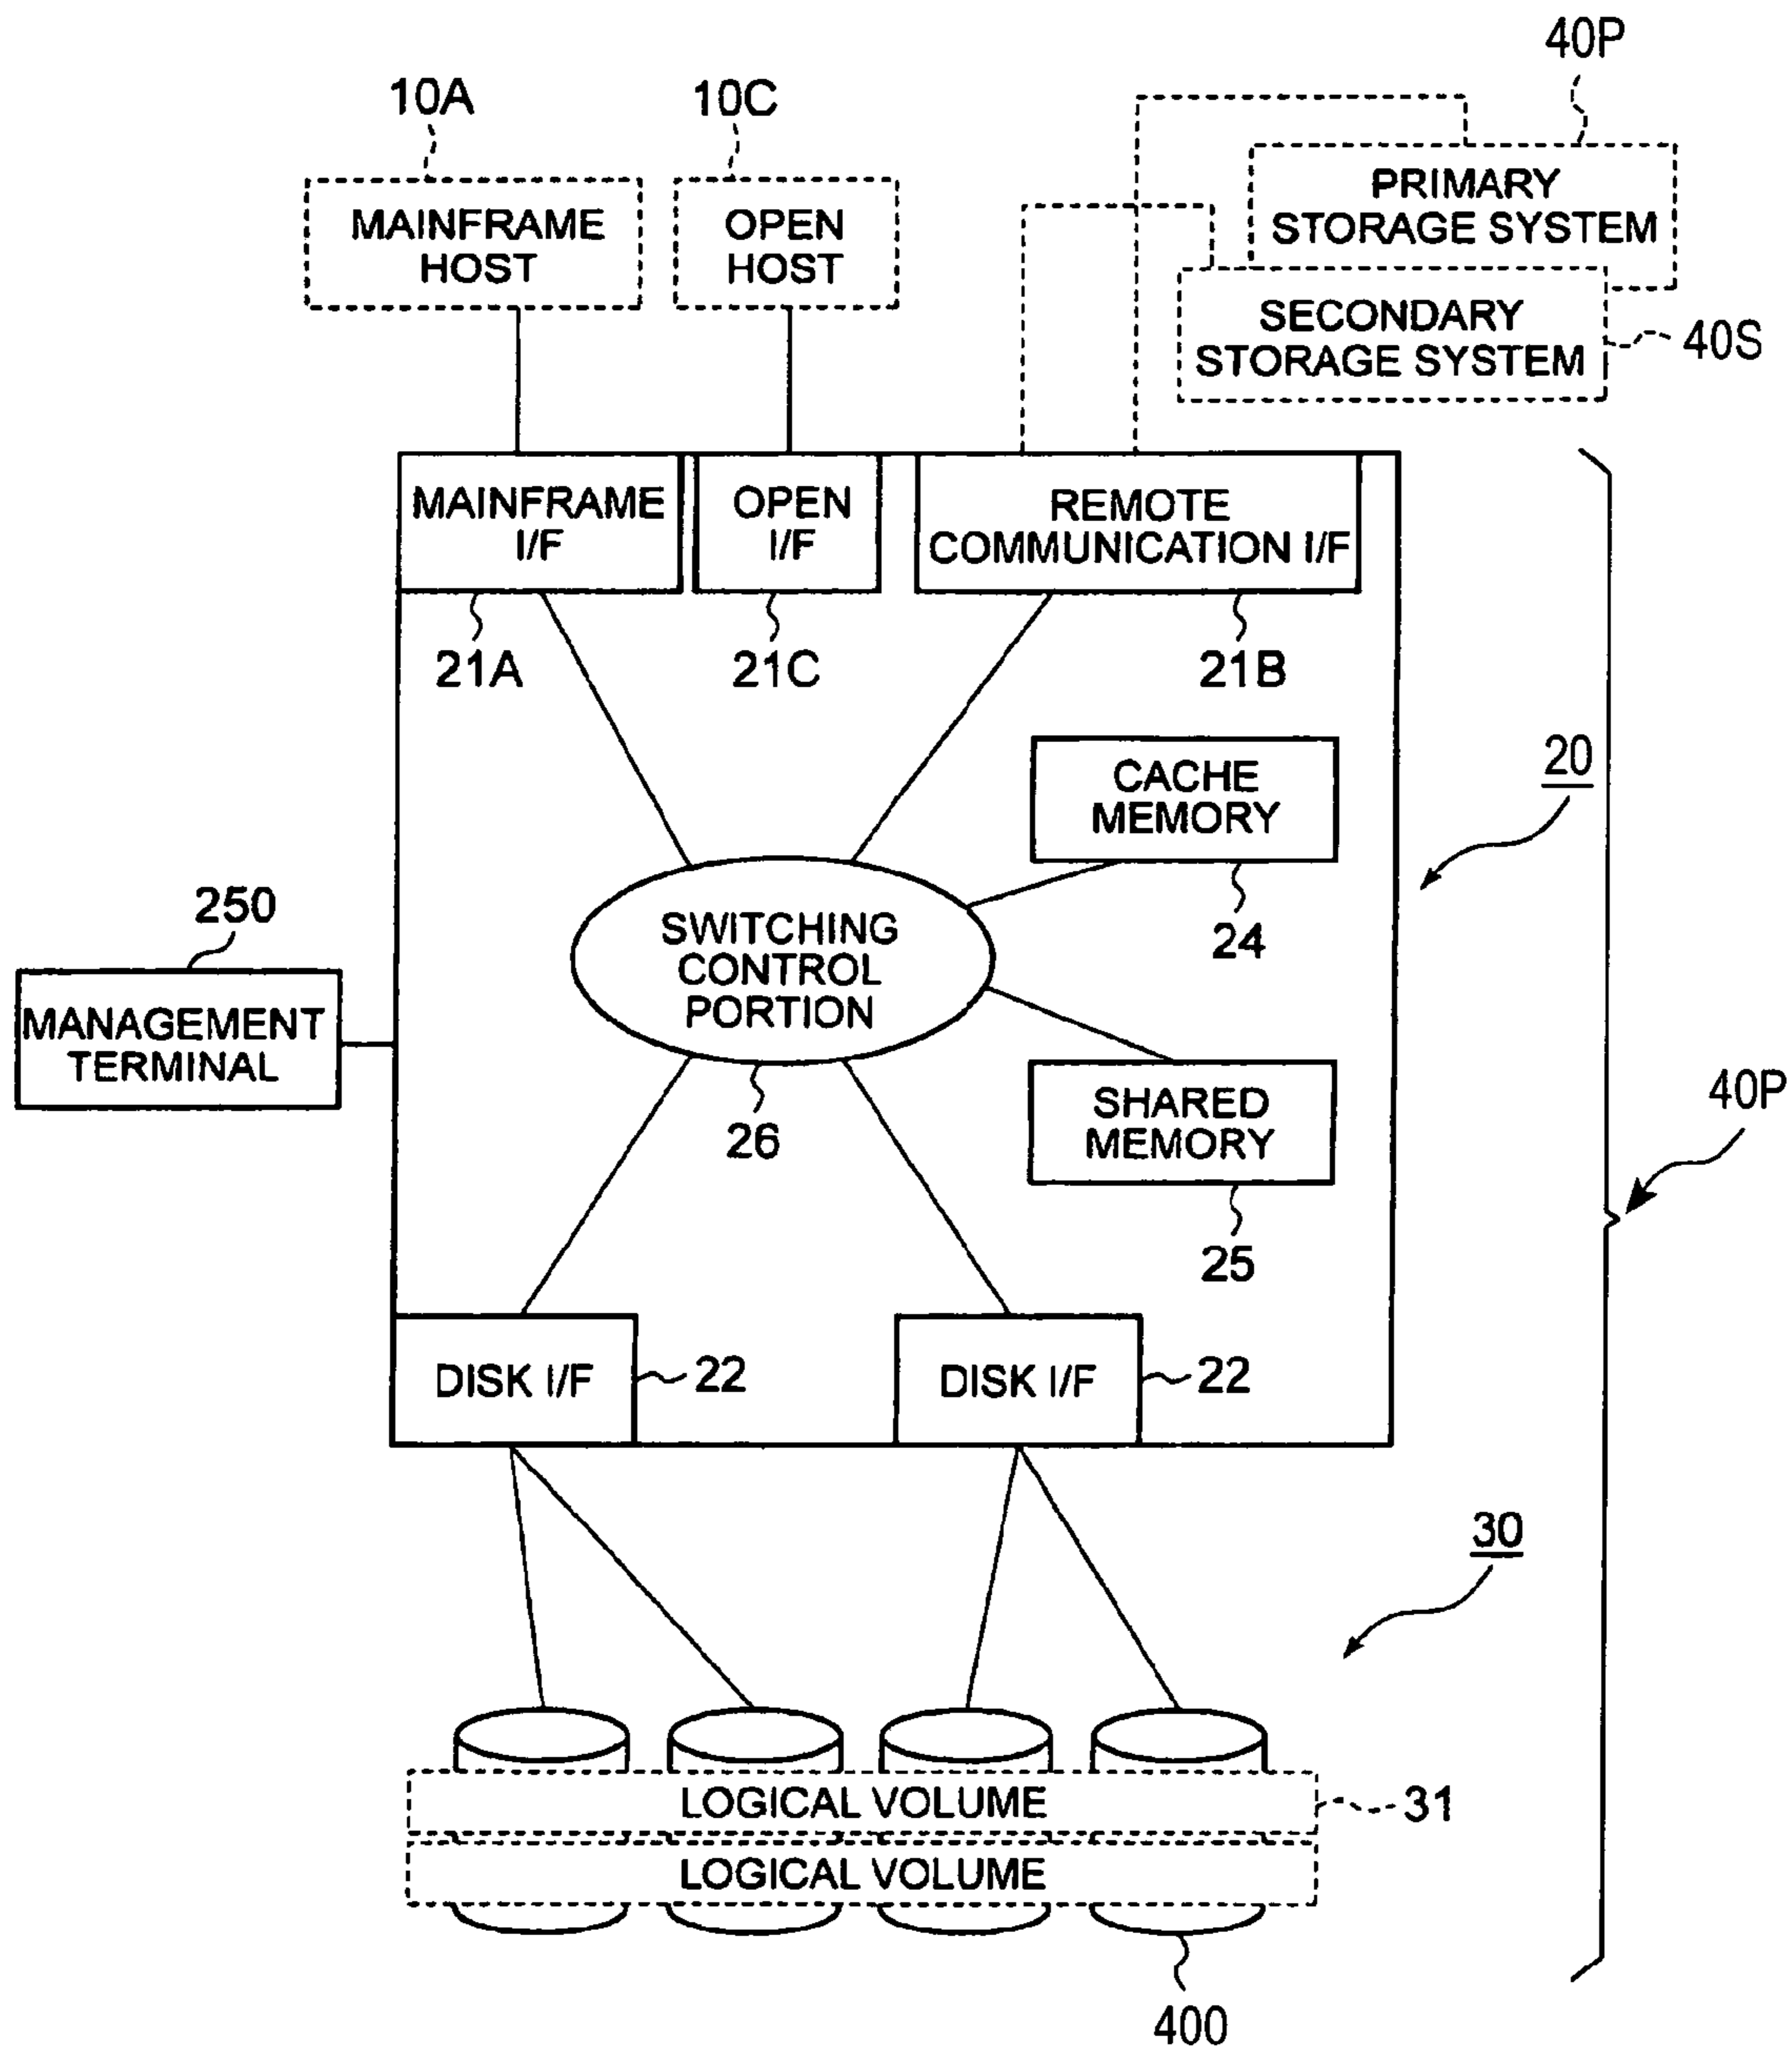 40P
10A
10C
PRIMARY
STORAGE SYSTEM
MAINFRAME
HOST
OPEN
HOST
SECONDARY
STORAGE SYSTEM
40S
MAINFRAME
I/F
OPEN
I/F
REMOTE
COMMUNICATION I/F
21A
21C
21B
20
CACHE
MEMORY
24
250
SWITCHING
CONTROL
PORTION
MANAGEMENT
TERMINAL
26
SHARED
MEMORY
25
40P
DISK I/F
22
DISK I/F
22
30
LOGICAL VOLUME
31
LOGICAL VOLUME
400